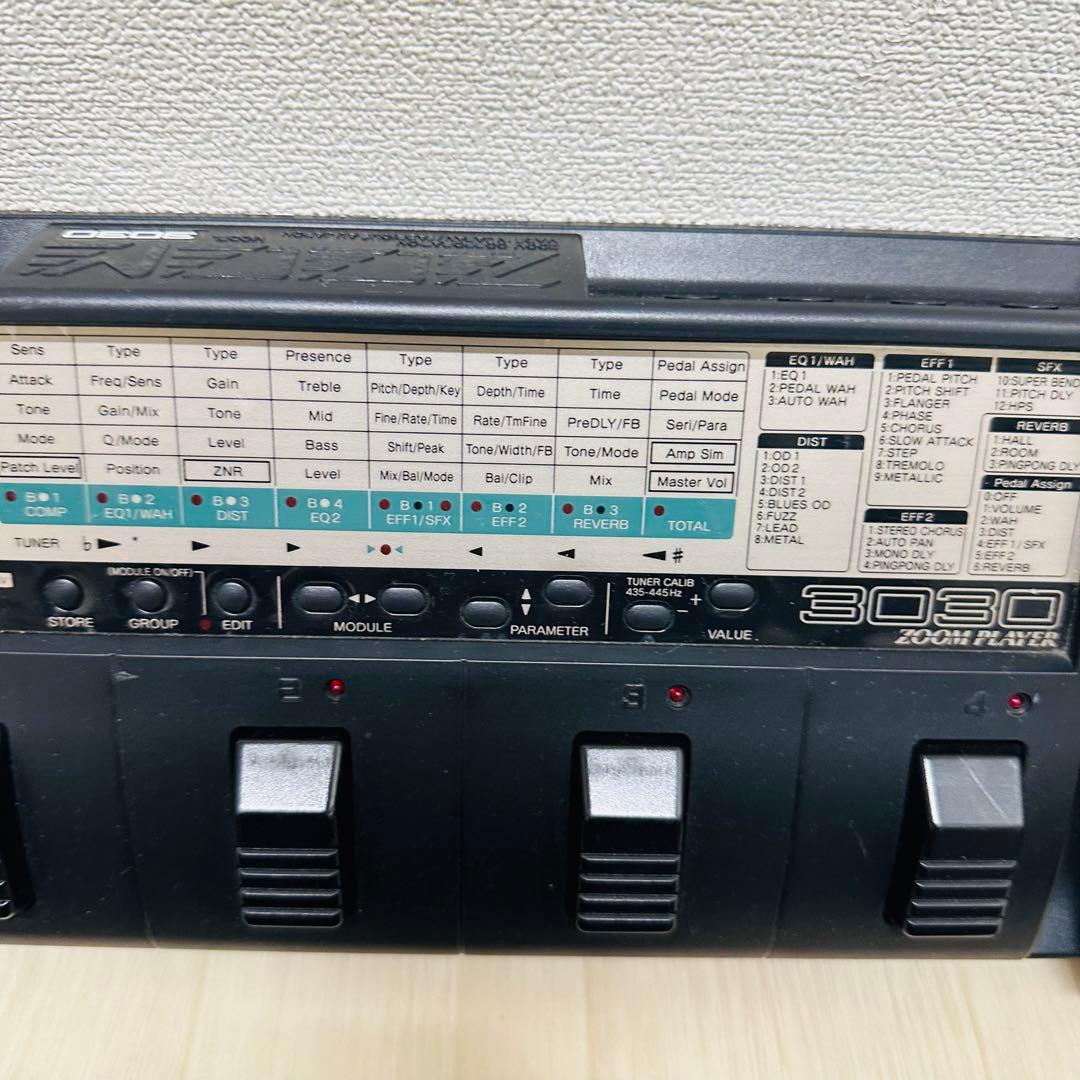 3030
ZOOM
Sens Type Type Presence Type Type Type Pedal Assign
Attack Freq/Sens Gain Treble Pitch/Depth/Key Depth/Time Time Pedal Mode
Tone Gain/Mix Tone Mid Fine/Rate/Time Rate/TmFine PreDLY/FB Seri/Para
Mode Q/Mode Level Bass Shift/Peak Tone/Width/FB Tone/Mode Amp Sim
Patch Level Position ZNR Level Mix/Bal/Mode Bal/Clip Mix Master Vol
B●1 B●2 B●3 B●4 B●1 B●2 B●3
COMP EQ1/WAH DIST EQ2 EFF1/SFX EFF2 REVERB TOTAL
TUNER ♭ #
EQ1/WAH
1:EQ1
2:PEDAL WAH
3:AUTO WAH
DIST
1:OD1
2:OD2
3:DIST1
4:DIST2
5:BLUES OD
6:FUZZ
7:LEAD
8:METAL
EFF1
1:PEDAL PITCH
2:PITCH SHIFT
3:FLANGER
4:PHASE
5:CHORUS
6:SLOW ATTACK
7:STEP
8:TREMOLO
9:METALLIC
EFF2
1:STEREO CHORUS
2:AUTO PAN
3:MONO DLY
4:PINGPONG DLY
SFX
10:SUPER BEND
11:PITCH DLY
12:HPS
REVERB
1:HALL
2:ROOM
3:PINGPONG DLY
Pedal Assign
0:OFF
1:VOLUME
2:WAH
3:DIST
4:EFF1/SFX
5:EFF2
6:REVERB
(MODULE ON/OFF)
STORE GROUP EDIT MODULE PARAMETER
TUNER CALIB
435-445Hz
− +
VALUE
3030
ZOOM PLAYER
2 3 4